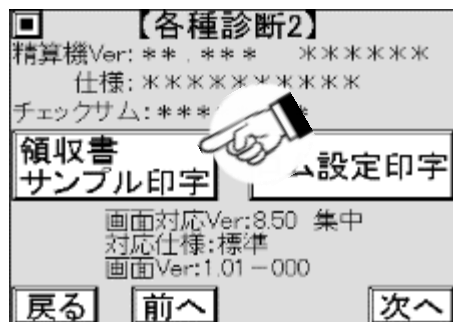 【各種診断2】
精算機Ver:**.*** ******
仕様:**********
チェックサム:****
領収書
サンプル印字
ム設定印字
画面対応Ver:8.50 集中
対応仕様:標準
画面Ver:1.01-000
戻る 前へ 次へ